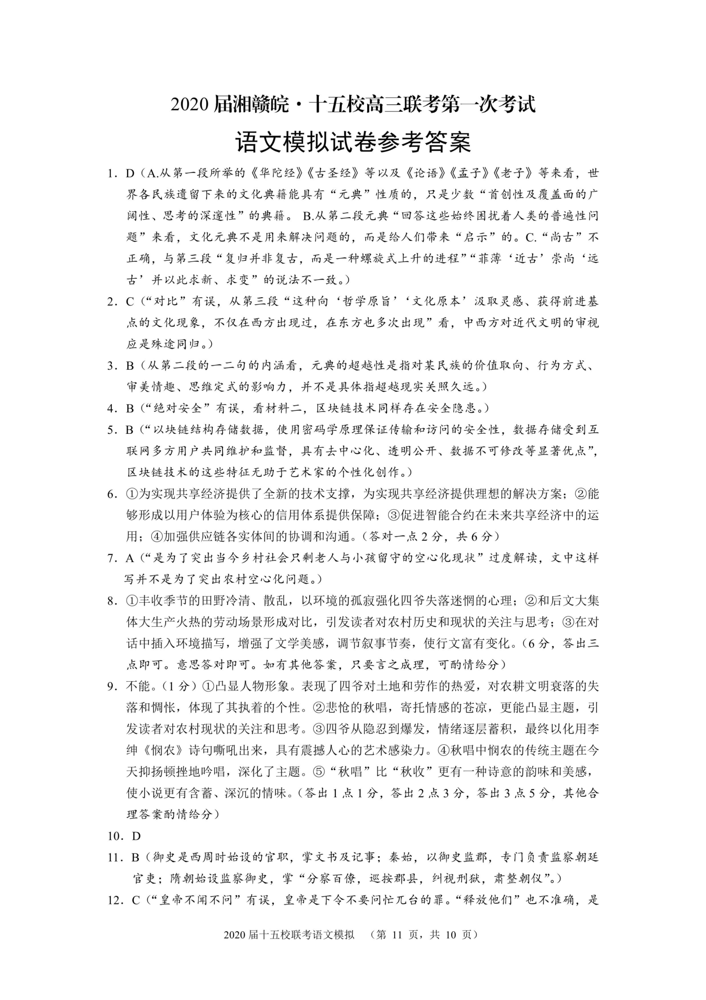 2020 届湘赣皖·十五校高三联考第一次考试
语文模拟试卷参考答案
1．D（A.从第一段所举的《华陀经》《古圣经》等以及《论语》《孟子》《老子》等来看，世
界各民族遗留下来的文化典籍能具有“元典”性质的，只是少数“首创性及覆盖面的广
阔性、思考的深邃性”的典籍。 B.从第二段元典“回答这些始终困扰着人类的普遍性问
题”来看，文化元典不是用来解决问题的，而是给人们带来“启示”的。C.“尚古”不
正确，与第三段“复归并非复古，而是一种螺旋式上升的进程”“菲薄‘近古’崇尚‘远
古’并以此求新、求变”的说法不一致。）
2．C（“对比”有误，从第三段“这种向‘哲学原旨’‘文化原本’汲取灵感、获得前进基
点的文化现象，不仅在西方出现过，在东方也多次出现”看，中西方对近代文明的审视
应是殊途同归。）
3．B（从第二段的一二句的内涵看，元典的超越性是指对某民族的价值取向、行为方式、
审美情趣、思维定式的影响力，并不是具体指超越现实关照久远。）
4．B（“绝对安全”有误，看材料二，区块链技术同样存在安全隐患。）
5．B（“以块链结构存储数据，使用密码学原理保证传输和访问的安全性，数据存储受到互
联网多方用户共同维护和监督，具有去中心化、透明公开、数据不可修改等显著优点”，
区块链技术的这些特征无助于艺术家的个性化创作。）
6．①为实现共享经济提供了全新的技术支撑，为实现共享经济提供理想的解决方案；②能
够形成以用户体验为核心的信用体系提供保障；③促进智能合约在未来共享经济中的运
用；④加强供应链各实体间的协调和沟通。（答对一点 2 分，共 6 分）
7．A（“是为了突出当今乡村社会只剩老人与小孩留守的空心化现状”过度解读，文中这样
写并不是为了突出农村空心化问题。）
8．①丰收季节的田野冷清、散乱，以环境的孤寂强化四爷失落迷惘的心理；②和后文大集
体大生产火热的劳动场景形成对比，引发读者对农村历史和现状的关注与思考；③在对
话中插入环境描写，增强了文学美感，调节叙事节奏，使行文富有变化。（6 分，答出三
点即可。意思答对即可。如有其他答案，只要言之成理，可酌情给分）
9．不能。（1 分）①凸显人物形象。表现了四爷对土地和劳作的热爱，对农耕文明衰落的失
落和惆怅，体现了其执着的个性。②悲怆的秋唱，寄托情感的苍凉，更能凸显主题，引
发读者对农村现状的关注和思考。③四爷从隐忍到爆发，情绪逐层蓄积，最终以化用李
绅《悯农》诗句嘶吼出来，具有震撼人心的艺术感染力。④秋唱中悯农的传统主题在今
天抑扬顿挫地吟唱，深化了主题。⑤“秋唱”比“秋收”更有一种诗意的韵味和美感，
使小说更有含蓄、深沉的情味。（答出 1 点 1 分，答出 2 点 3 分，答出 3 点 5 分，其他合
理答案酌情给分）
10．D
11．B（御史是西周时始设的官职，掌文书及记事；秦始，以御史监郡，专门负责监察朝廷
官吏；隋朝始设监察御史，掌“分察百僚，巡按郡县，纠视刑狱，肃整朝仪”。）
12．C（“皇帝不闻不问”有误，皇帝是下令不要问忙兀台的罪。“释放他们”也不准确，是
2020 届十五校联考语文模拟 （第 11 页，共 10 页）